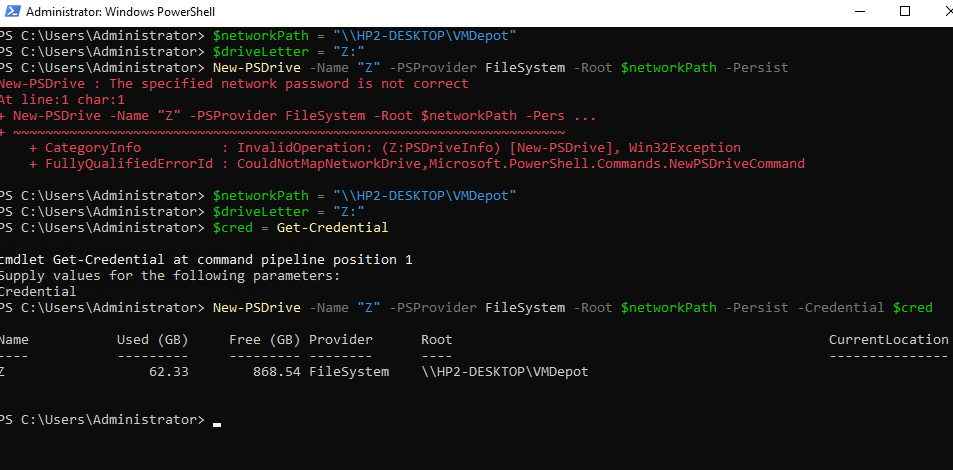 Administrator: Windows PowerShell
PS C:\Users\Administrator> $networkPath = "\\HP2-DESKTOP\VMDepot"
PS C:\Users\Administrator> $driveLetter = "Z:"
PS C:\Users\Administrator> New-PSDrive -Name "Z" -PSProvider FileSystem -Root $networkPath -Persist
New-PSDrive : The specified network password is not correct
At line:1 char:1
+ New-PSDrive -Name "Z" -PSProvider FileSystem -Root $networkPath -Pers ...
+ ~~~~~~~~~~~~~~~~~~~~~~~~~~~~~~~~~~~~~~~~~~~~~~~~~~~~~~~~~~~~~~~~~~~~~
+ CategoryInfo : InvalidOperation: (Z:PSDriveInfo) [New-PSDrive], Win32Exception
+ FullyQualifiedErrorId : CouldNotMapNetworkDrive,Microsoft.PowerShell.Commands.NewPSDriveCommand
PS C:\Users\Administrator> $networkPath = "\\HP2-DESKTOP\VMDepot"
PS C:\Users\Administrator> $driveLetter = "Z:"
PS C:\Users\Administrator> $cred = Get-Credential
cmdlet Get-Credential at command pipeline position 1
Supply values for the following parameters:
Credential
PS C:\Users\Administrator> New-PSDrive -Name "Z" -PSProvider FileSystem -Root $networkPath -Persist -Credential $cred
Name Used (GB) Free (GB) Provider Root CurrentLocation
---- --------- --------- -------- ---- ---------------
Z 62.33 868.54 FileSystem \\HP2-DESKTOP\VMDepot
PS C:\Users\Administrator>